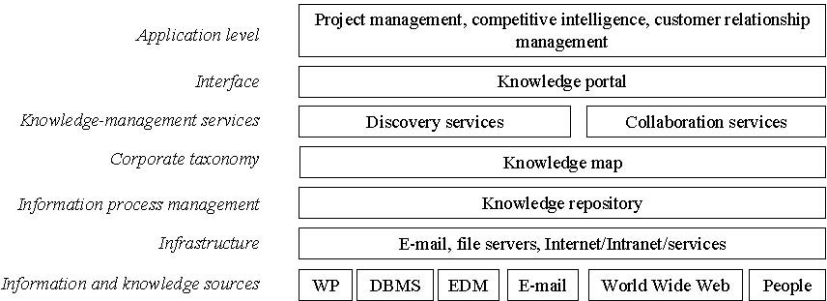 Application level
Project management, competitive intelligence, customer relationship
management
Interface
Knowledge portal
Knowledge-management services
Discovery services
Collaboration services
Corporate taxonomy
Knowledge map
Information process management
Knowledge repository
Infrastructure
E-mail, file servers, Internet/Intranet/services
Information and knowledge sources
WP
DBMS
EDM
E-mail
World Wide Web
People